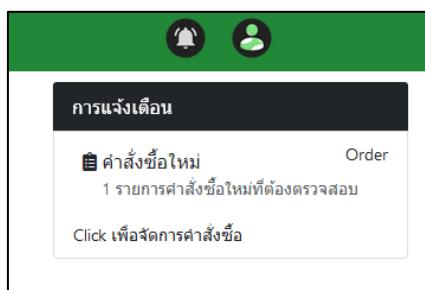 การแจ้งเตือน
คำสั่งซื้อใหม่ Order
1 รายการคำสั่งซื้อใหม่ที่ต้องตรวจสอบ
Click เพื่อจัดการคำสั่งซื้อ